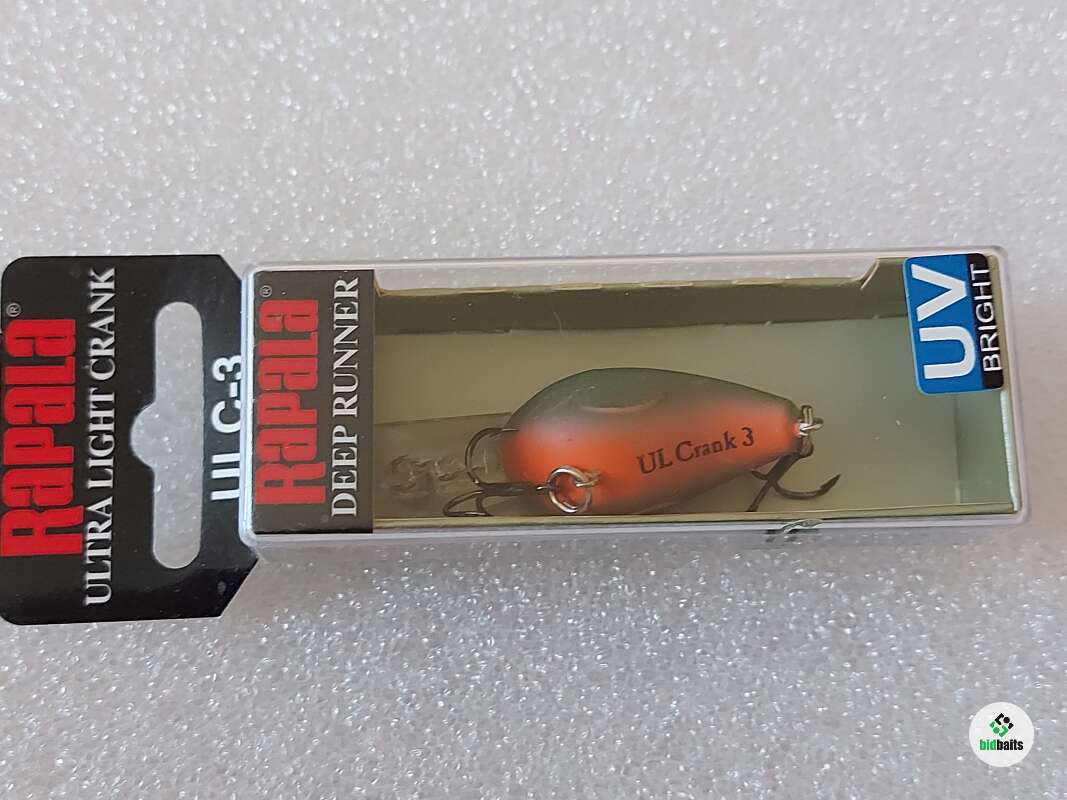 RAPALA®
ULTRA LIGHT CRANK
ULC-3
RAPALA®
DEEP RUNNER
UL Crank 3
UV
BRIGHT
bidbaits